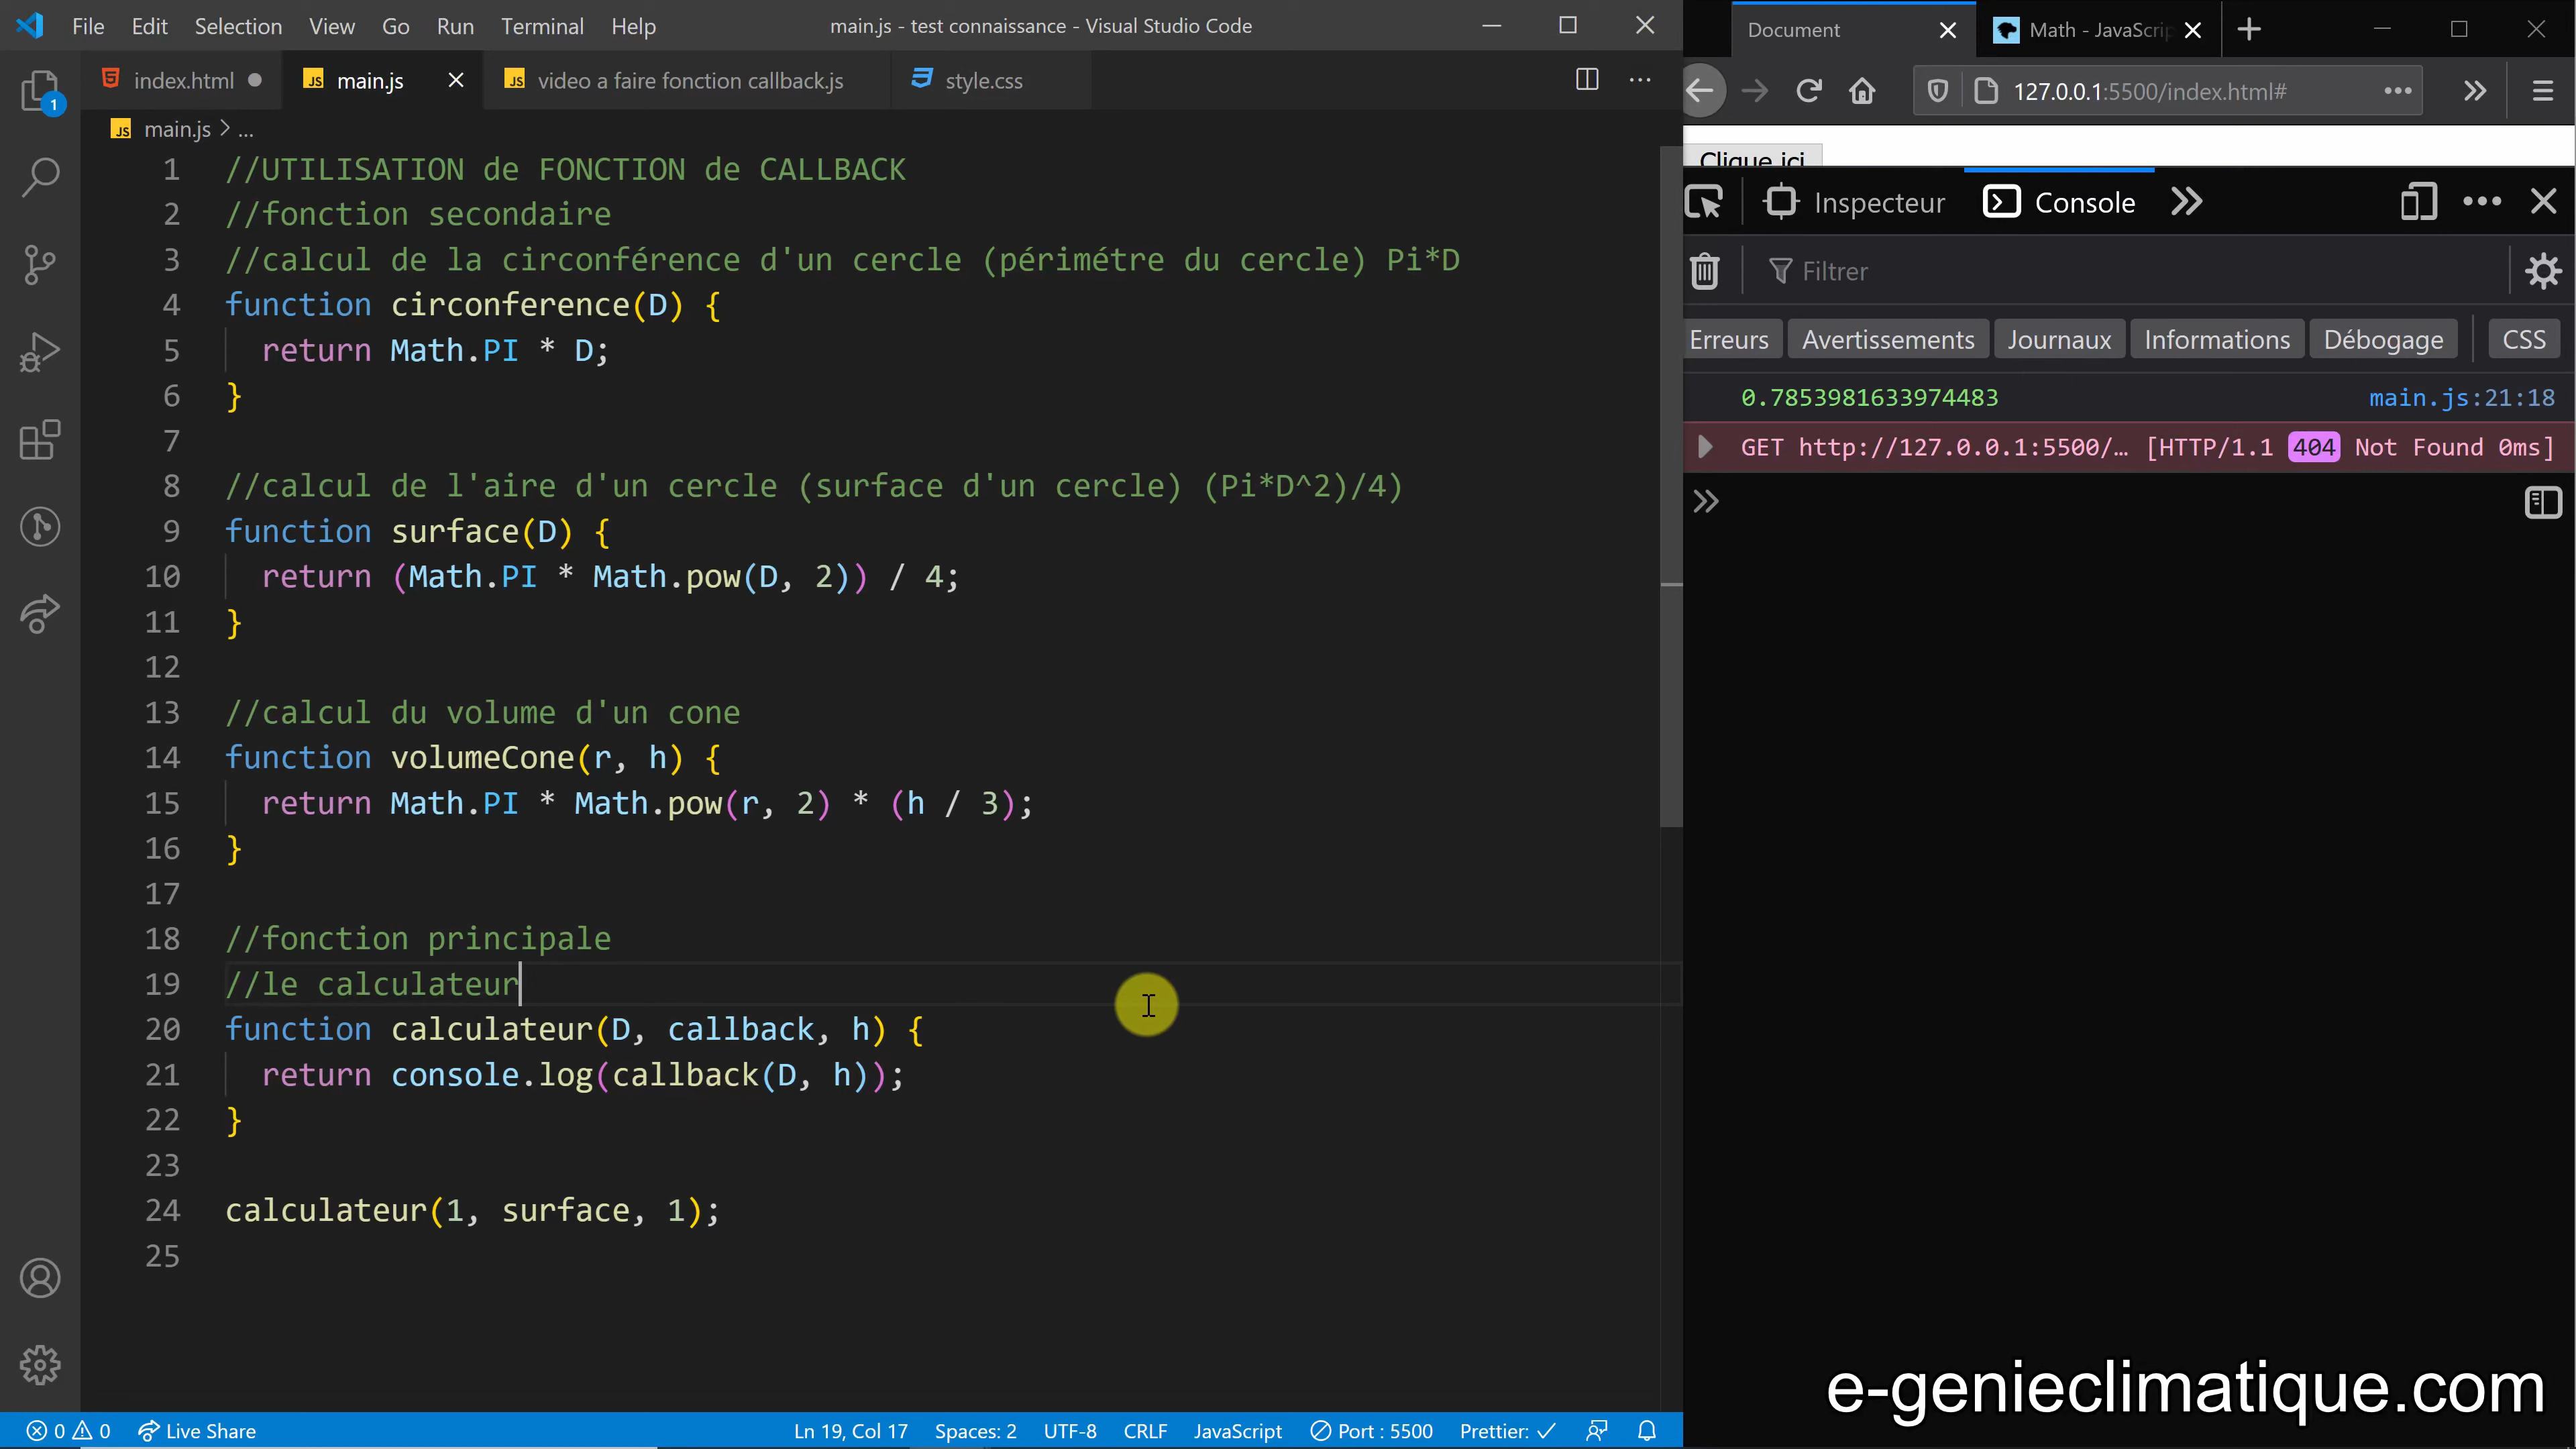 File Edit Selection View Go Run Terminal Help
main.js - test connaissance - Visual Studio Code
index.html
JS main.js
JS video a faire fonction callback.js
style.css
1
JS main.js > ...
1 //UTILISATION de FONCTION de CALLBACK
2 //fonction secondaire
3 //calcul de la circonférence d'un cercle (périmétre du cercle) Pi*D
4 function circonference(D) {
5 return Math.PI * D;
6 }
7
8 //calcul de l'aire d'un cercle (surface d'un cercle) (Pi*D^2)/4)
9 function surface(D) {
10 return (Math.PI * Math.pow(D, 2)) / 4;
11 }
12
13 //calcul du volume d'un cone
14 function volumeCone(r, h) {
15 return Math.PI * Math.pow(r, 2) * (h / 3);
16 }
17
18 //fonction principale
19 //le calculateur
20 function calculateur(D, callback, h) {
21 return console.log(callback(D, h));
22 }
23
24 calculateur(1, surface, 1);
25
0 0 Live Share Ln 19, Col 17 Spaces: 2 UTF-8 CRLF JavaScript Port : 5500 Prettier: ✓
Document
Math - JavaScrip
127.0.0.1:5500/index.html#
Clique ici
Inspecteur Console
Filtrer
Erreurs Avertissements Journaux Informations Débogage CSS
0.7853981633974483 main.js:21:18
GET http://127.0.0.1:5500/… [HTTP/1.1 404 Not Found 0ms]
e-genieclimatique.com